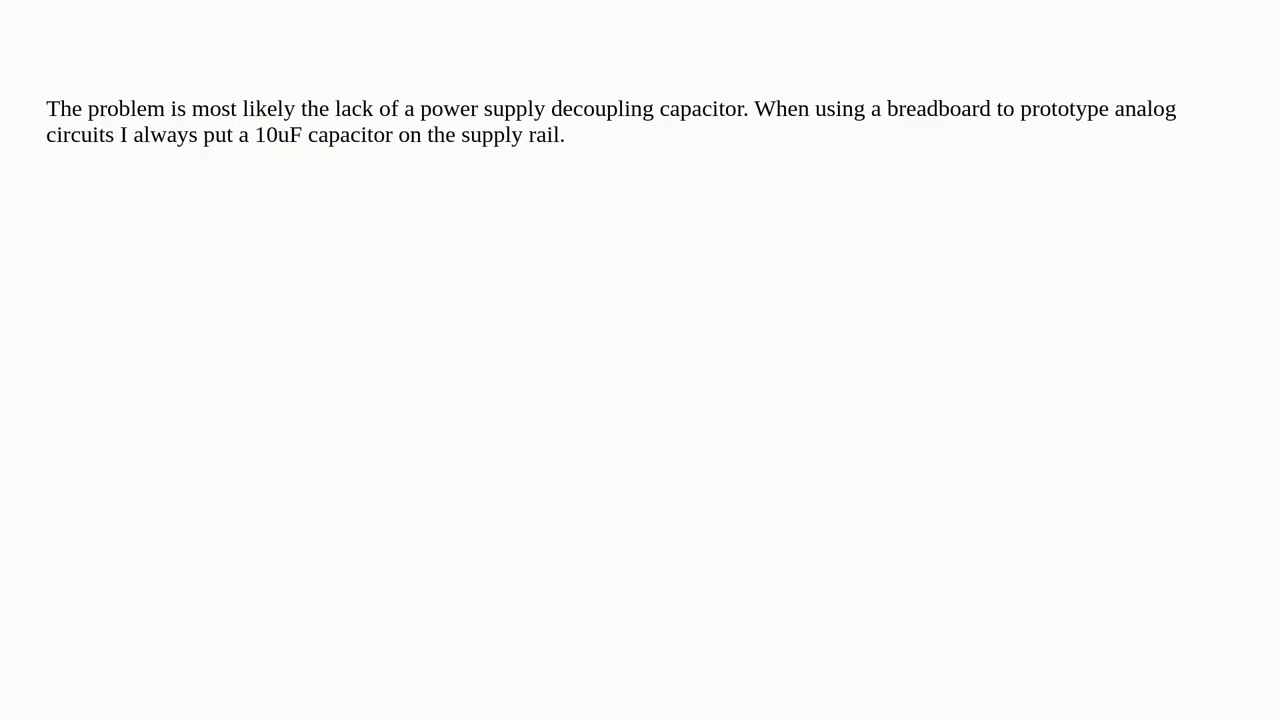 The problem is most likely the lack of a power supply decoupling capacitor. When using a breadboard to prototype analog
circuits I always put a 10uF capacitor on the supply rail.